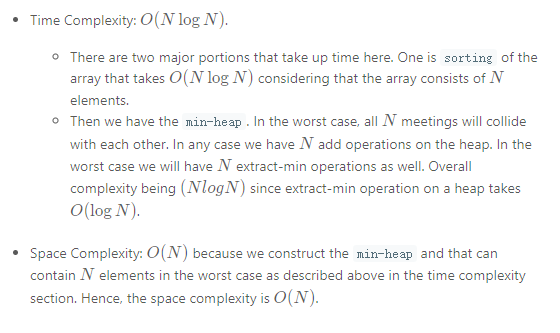 • Time Complexity: O(N log N).
◦ There are two major portions that take up time here. One is sorting of the
array that takes O(N log N) considering that the array consists of N
elements.
◦ Then we have the min-heap . In the worst case, all N meetings will collide
with each other. In any case we have N add operations on the heap. In the
worst case we will have N extract-min operations as well. Overall
complexity being (NlogN) since extract-min operation on a heap takes
O(log N).
• Space Complexity: O(N) because we construct the min-heap and that can
contain N elements in the worst case as described above in the time complexity
section. Hence, the space complexity is O(N).